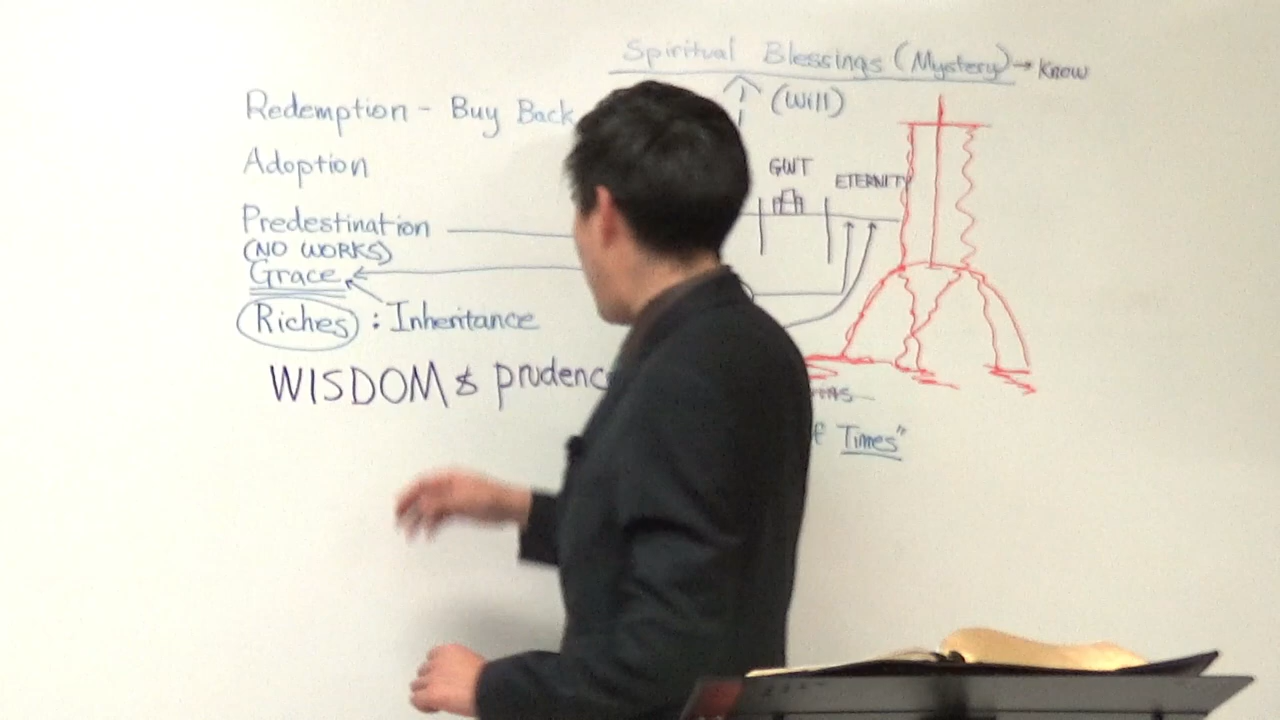 Spiritual Blessings (Mystery) → Know
(Will)
Redemption - Buy Back
Adoption
GWT
ETERNITY
Predestination
(NO WORKS)
Grace
Riches : Inheritance
WISDOM & prudenc
Times"